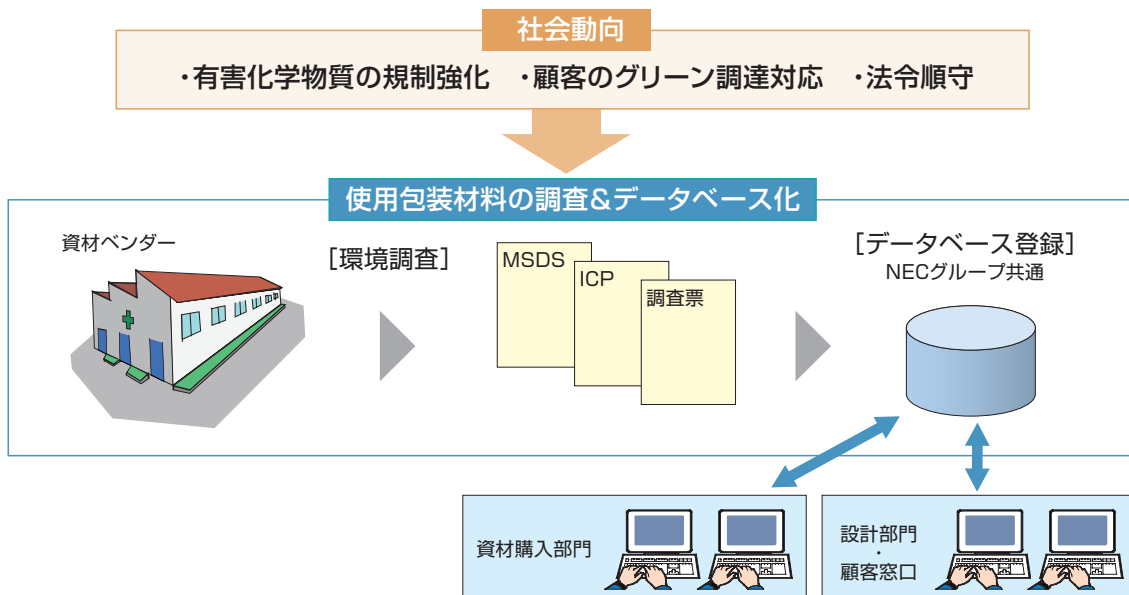 社会動向
・有害化学物質の規制強化　・顧客のグリーン調達対応　・法令順守
使用包装材料の調査&データベース化
資材ベンダー
[環境調査]
MSDS
ICP
調査票
[データベース登録]
NECグループ共通
資材購入部門
設計部門
・
顧客窓口